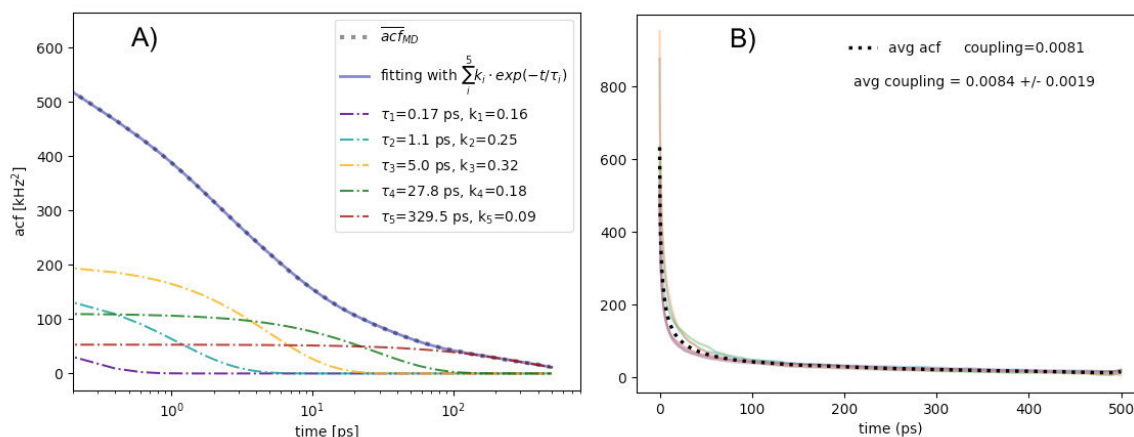 A)
acf_MD
fitting with ∑_i^5 k_i · exp(−t/τ_i)
τ₁=0.17 ps, k₁=0.16
τ₂=1.1 ps, k₂=0.25
τ₃=5.0 ps, k₃=0.32
τ₄=27.8 ps, k₄=0.18
τ₅=329.5 ps, k₅=0.09
acf [kHz²]
600
500
400
300
200
100
0
10⁰
10¹
10²
time [ps]
B)
avg acf coupling=0.0081
avg coupling = 0.0084 +/- 0.0019
800
600
400
200
0
0
100
200
300
400
500
time (ps)